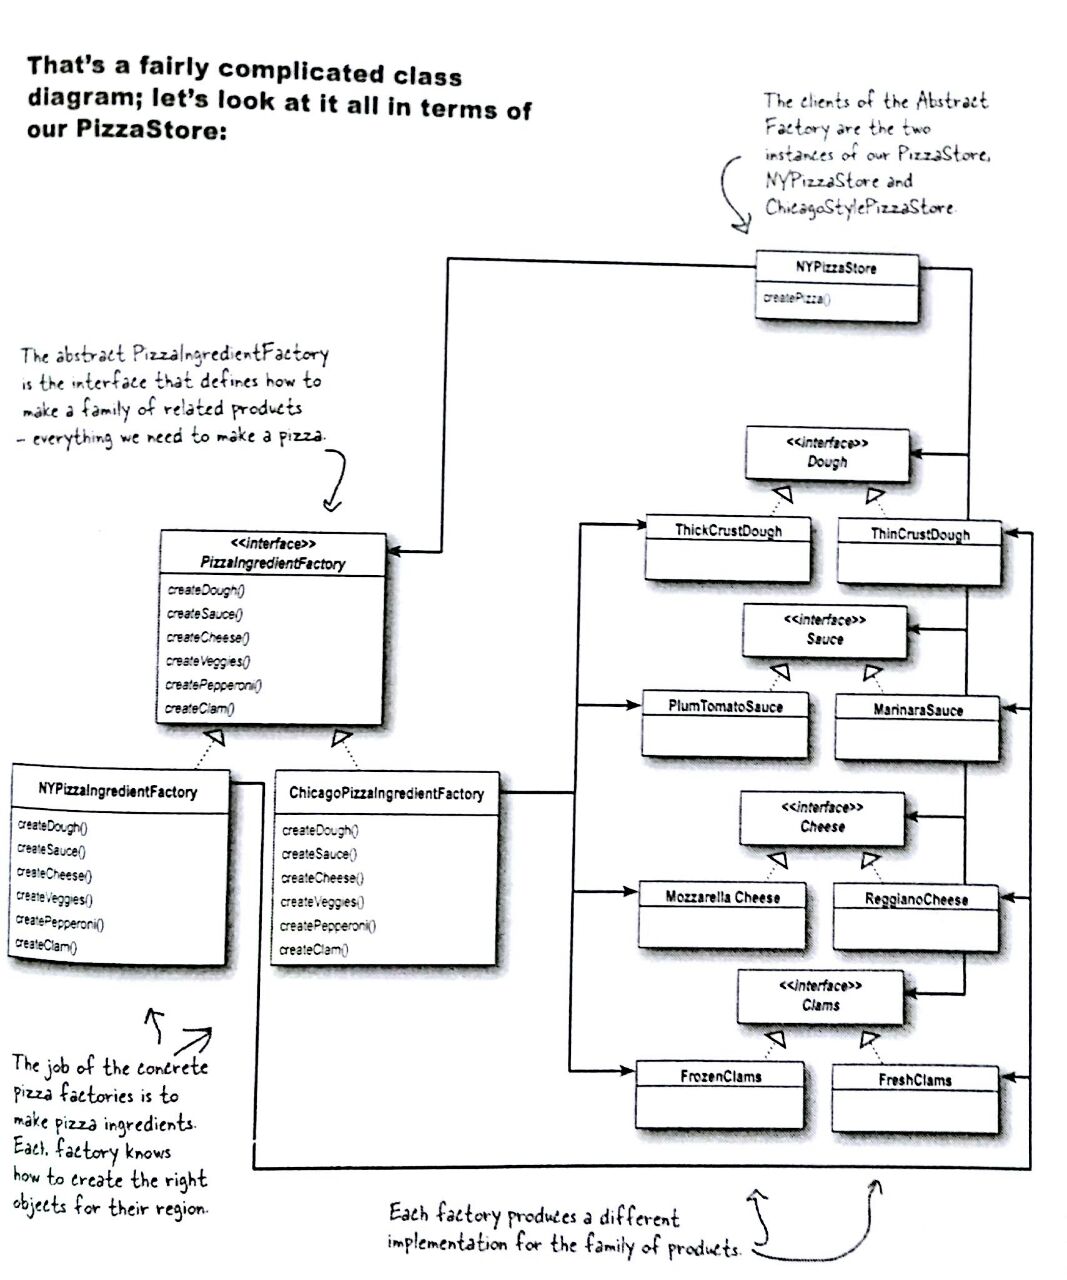 That's a fairly complicated class
diagram; let's look at it all in terms of
our PizzaStore:
The clients of the Abstract
Factory are the two
instances of our PizzaStore,
NYPizzaStore and
ChicagoStylePizzaStore.
NYPizzaStore
createPizza()
The abstract PizzaIngredientFactory
is the interface that defines how to
make a family of related products
– everything we need to make a pizza.
<<interface>>
Dough
ThickCrustDough
ThinCrustDough
<<interface>>
PizzaIngredientFactory
createDough()
createSauce()
createCheese()
createVeggies()
createPepperoni()
createClam()
<<interface>>
Sauce
PlumTomatoSauce
MarinaraSauce
NYPizzaIngredientFactory
createDough()
createSauce()
createCheese()
createVeggies()
createPepperoni()
createClam()
ChicagoPizzaIngredientFactory
createDough()
createSauce()
createCheese()
createVeggies()
createPepperoni()
createClam()
<<interface>>
Cheese
Mozzarella Cheese
ReggianoCheese
<<interface>>
Clams
FrozenClams
FreshClams
The job of the concrete
pizza factories is to
make pizza ingredients.
Each factory knows
how to create the right
objects for their region.
Each factory produces a different
implementation for the family of products.